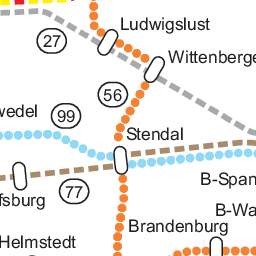 Ludwigslust
27
Wittenberge
56
wedel
99
Stendal
77
B-Span
fsburg
B-Wa
Brandenburg
Helmstedt